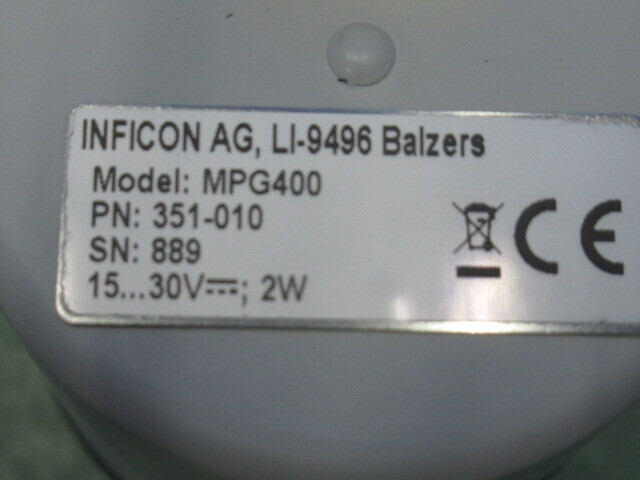 INFICON AG, LI-9496 Balzers
Model: MPG400
PN: 351-010
SN: 889
15...30V⎓; 2W
CE